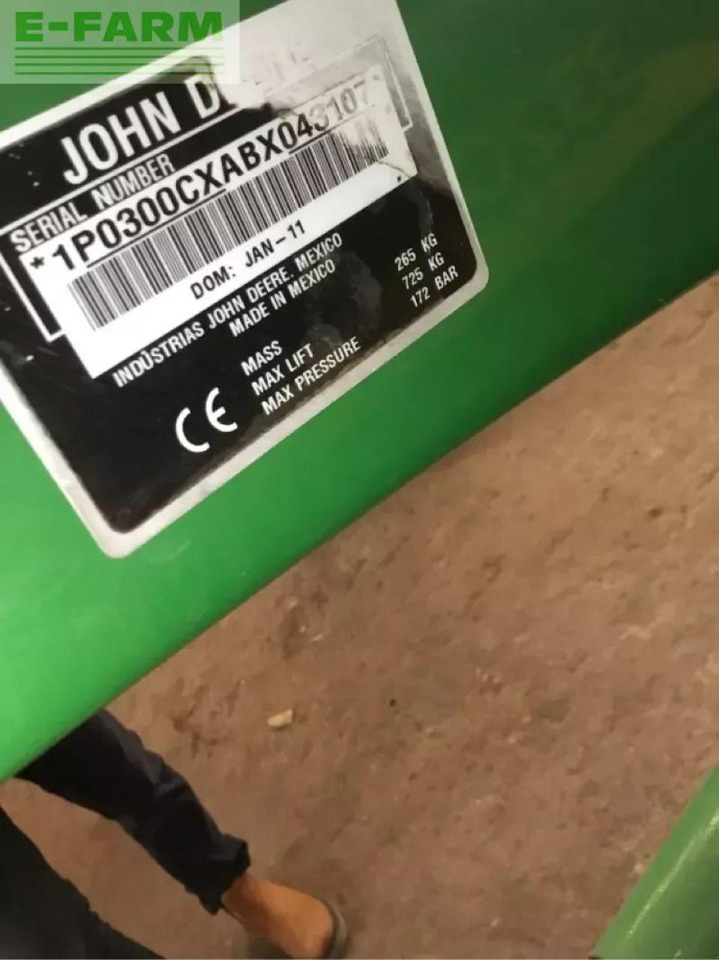 E-FARM
JOHN
SERIAL NUMBER
*1P0300CXABX043107*
DOM: JAN-11
INDÚSTRIAS JOHN DEERE. MEXICO
MADE IN MEXICO
MASS 265 KG
MAX LIFT 725 KG
MAX PRESSURE 172 BAR
CE